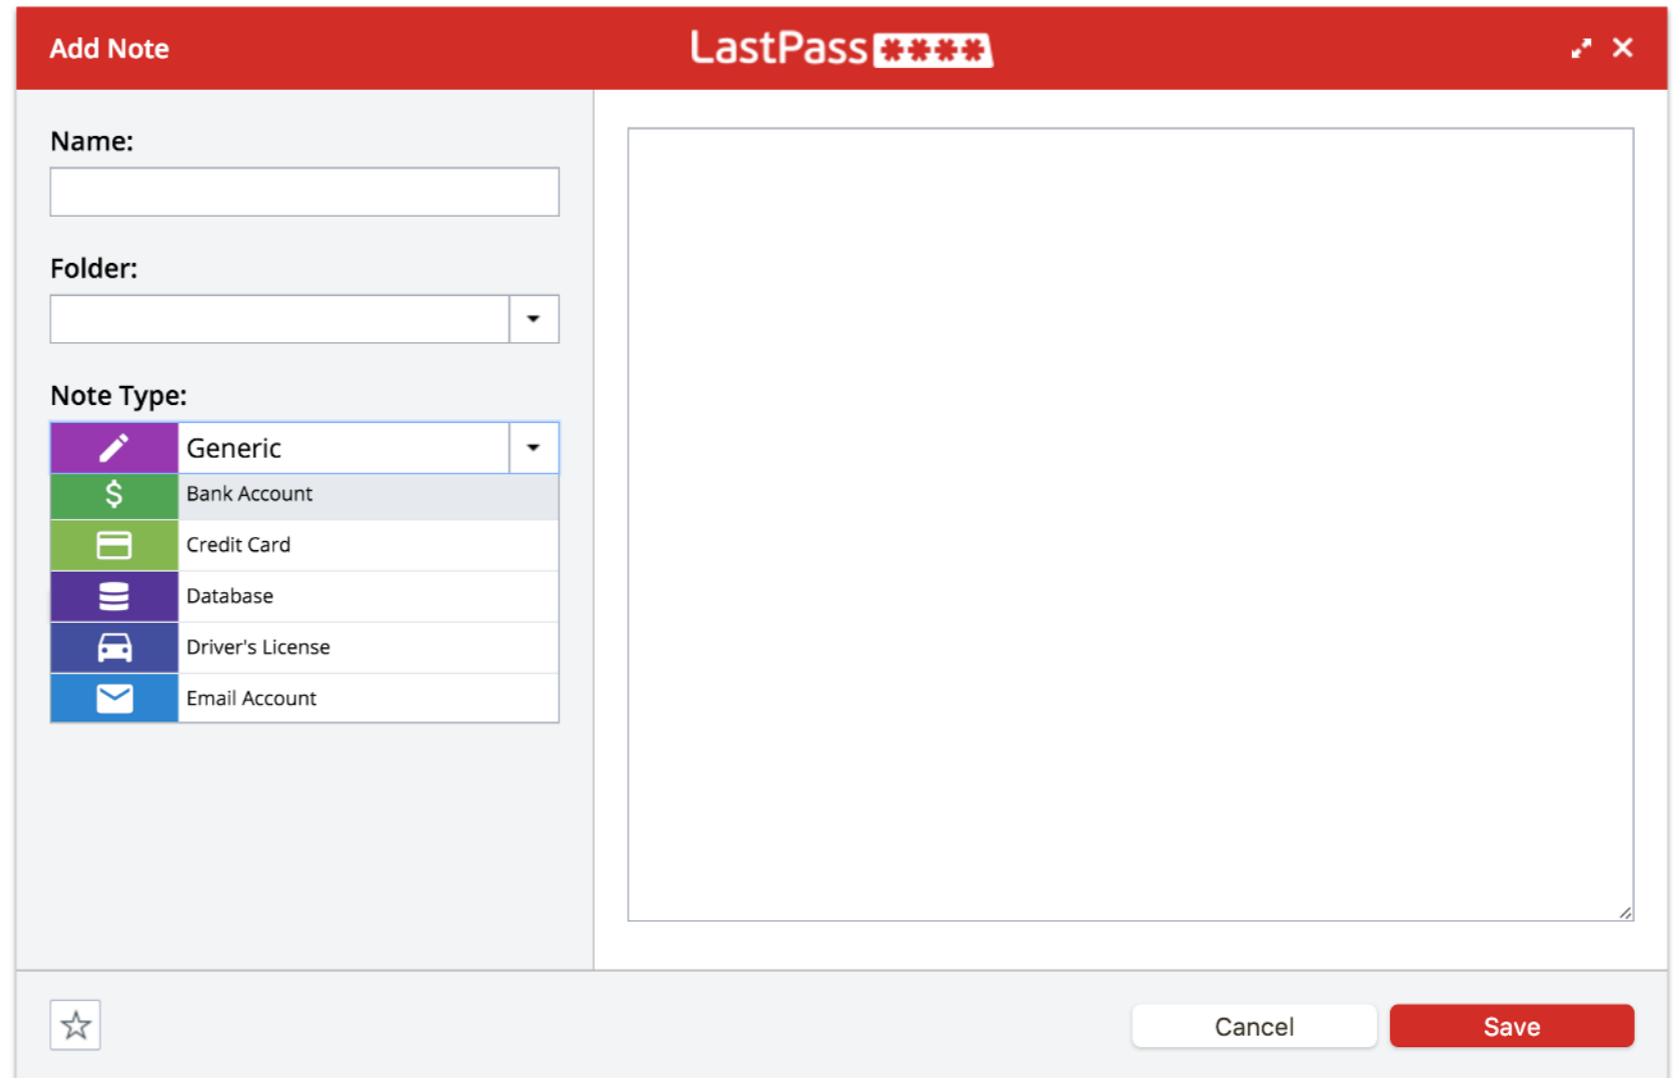 Add Note
LastPass ****
Name:
Folder:
Note Type:
Generic
Bank Account
Credit Card
Database
Driver's License
Email Account
Cancel
Save